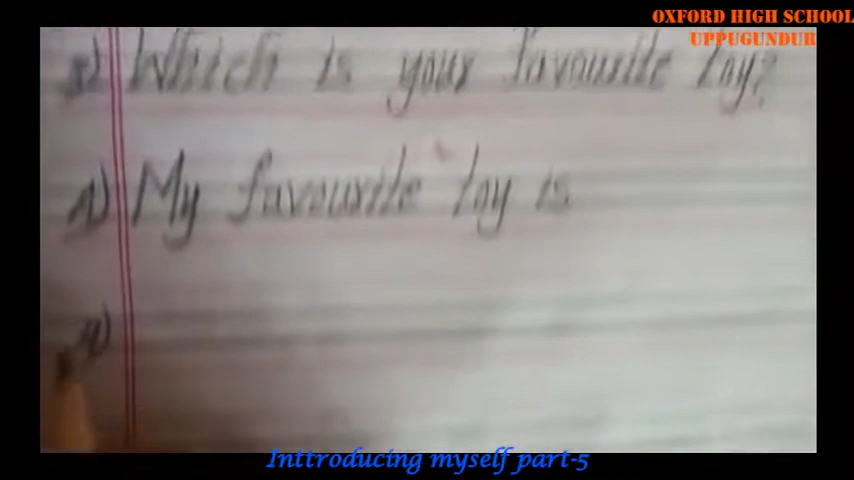 OXFORD HIGH SCHOOL
UPPUGUNDUR
Which is your favourite toy?
A) My favourite toy is
Inttroducing myself part-5